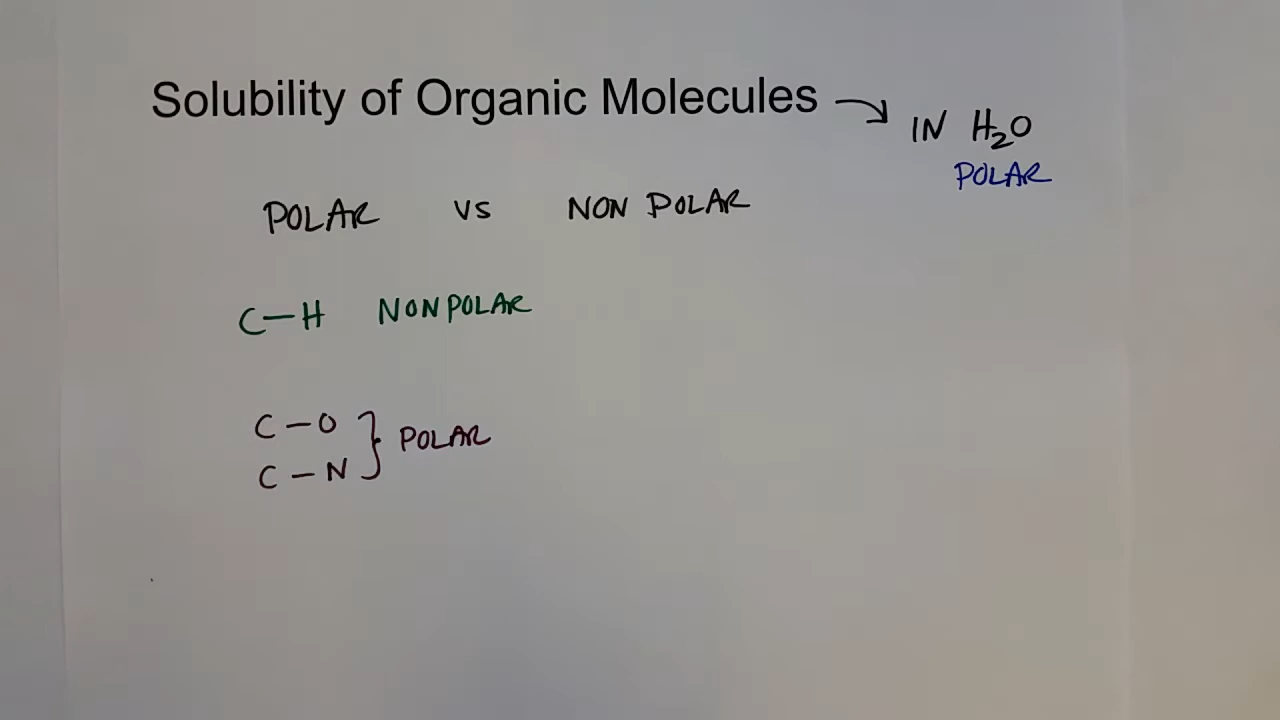 Solubility of Organic Molecules
IN H₂O
POLAR
POLAR VS NON POLAR
C—H NONPOLAR
C—O
C—N } POLAR